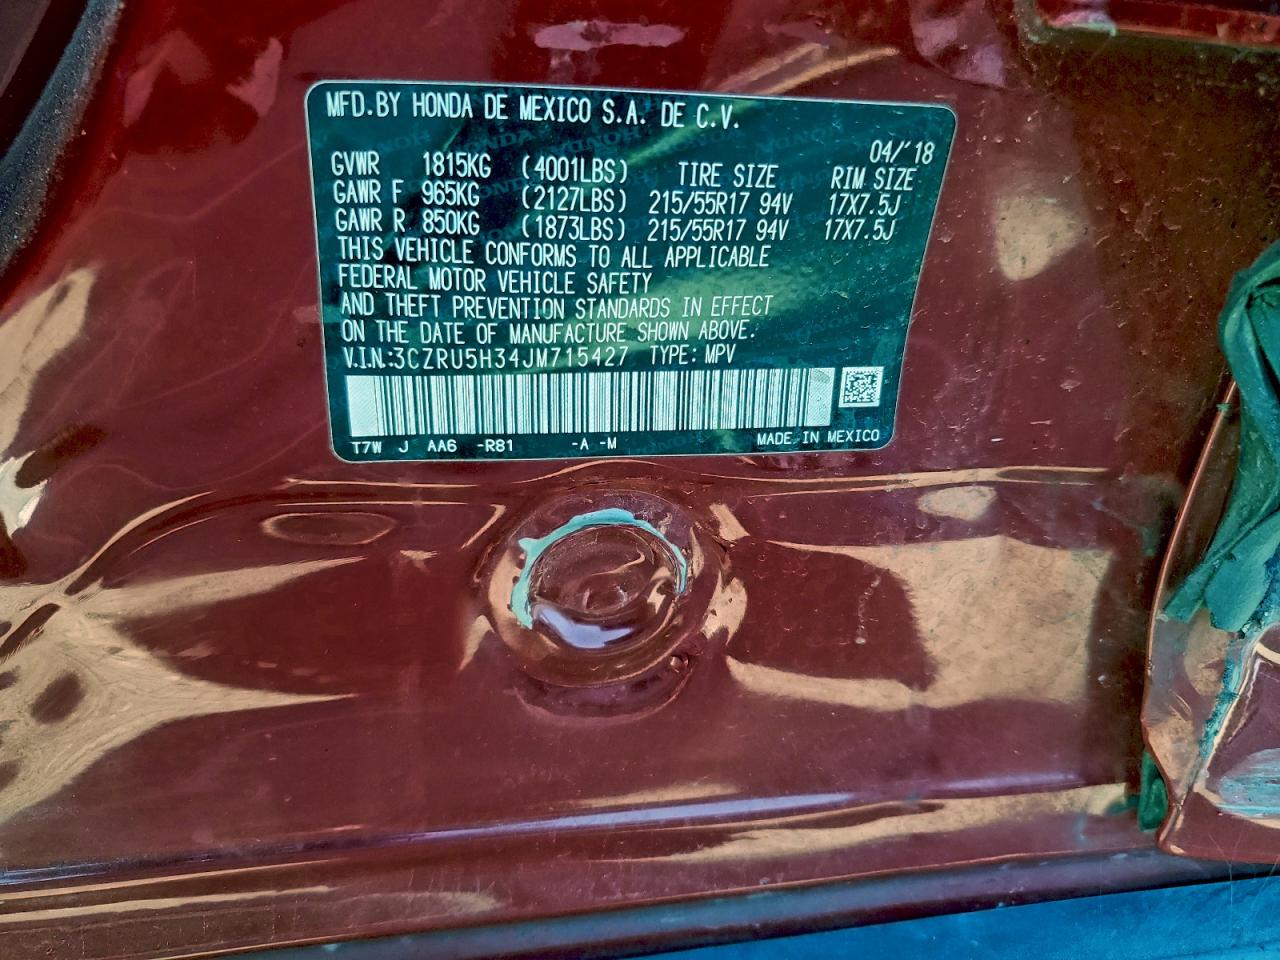 MFD.BY HONDA DE MEXICO S.A. DE C.V.
04/'18
GVWR 1815KG (4001LBS) TIRE SIZE RIM SIZE
GAWR F 965KG (2127LBS) 215/55R17 94V 17X7.5J
GAWR R 850KG (1873LBS) 215/55R17 94V 17X7.5J
THIS VEHICLE CONFORMS TO ALL APPLICABLE
FEDERAL MOTOR VEHICLE SAFETY
AND THEFT PREVENTION STANDARDS IN EFFECT
ON THE DATE OF MANUFACTURE SHOWN ABOVE.
V.I.N.:3CZRU5H34JM715427 TYPE: MPV
T7W J AA6 -R81 -A -M MADE IN MEXICO